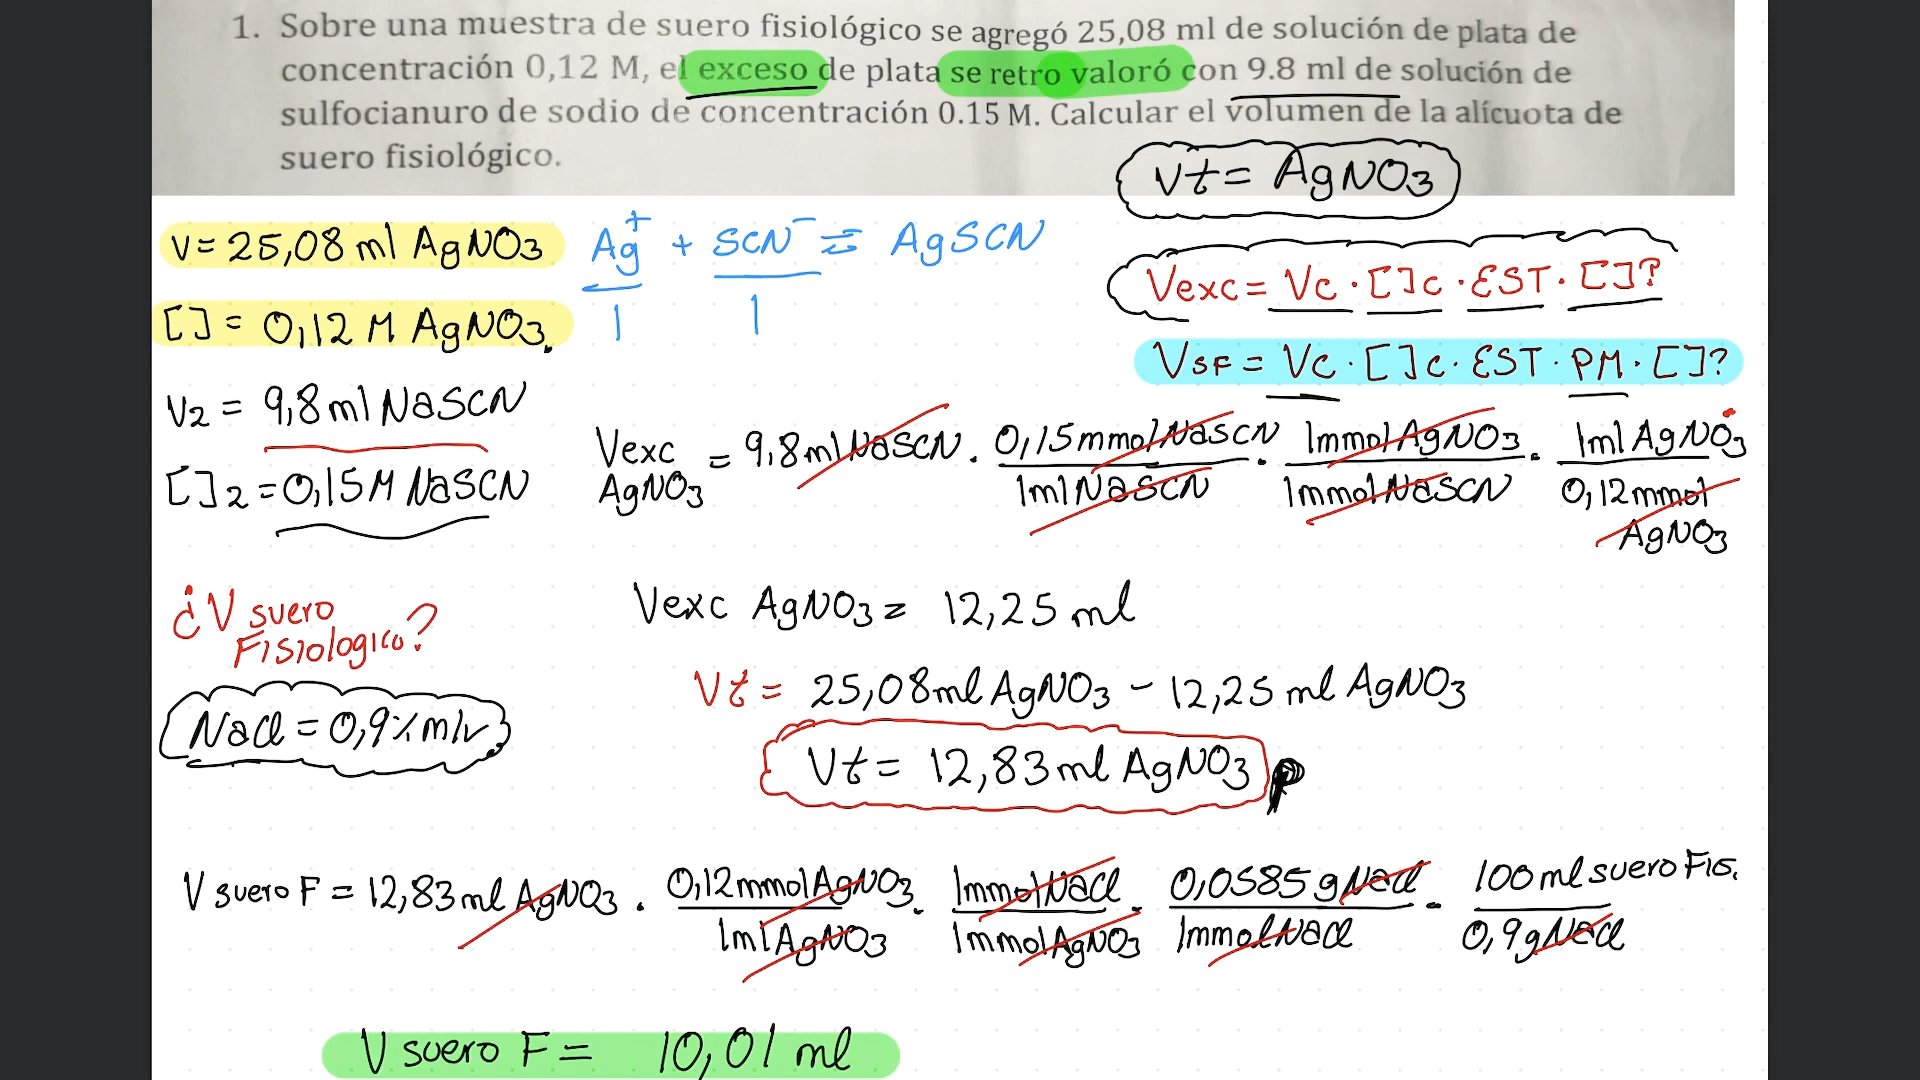 1. Sobre una muestra de suero fisiológico se agregó 25,08 ml de solución de plata de
concentración 0,12 M, el exceso de plata se retro valoró con 9.8 ml de solución de
sulfocianuro de sodio de concentración 0.15 M. Calcular el volumen de la alícuota de
suero fisiológico.
Vt = AgNO3
V = 25,08 ml AgNO3
Ag+ + SCN- ⇋ AgSCN
1 1
Vexc = Vc · [ ]c · EST · [ ]?
[ ] = 0,12 M AgNO3.
VSF = Vc · [ ]c · EST · PM · [ ]?
V2 = 9,8 ml NaSCN
[ ]2 = 0,15 M NaSCN
Vexc AgNO3 = 9,8 ml NaSCN . 0,15 mmol NaSCN / 1 ml NaSCN . 1 mmol AgNO3 / 1 mmol NaSCN . 1 ml AgNO3 / 0,12 mmol AgNO3
¿V suero
Fisiologico?
Vexc AgNO3 = 12,25 ml
Vt = 25,08 ml AgNO3 - 12,25 ml AgNO3
NaCl = 0,9% m/v
Vt = 12,83 ml AgNO3
V suero F = 12,83 ml AgNO3 . 0,12 mmol AgNO3 / 1 ml AgNO3 . 1 mmol NaCl / 1 mmol AgNO3 . 0,0585 g NaCl / 1 mmol NaCl . 100 ml suero Fis. / 0,9 g NaCl
V suero F = 10,01 ml